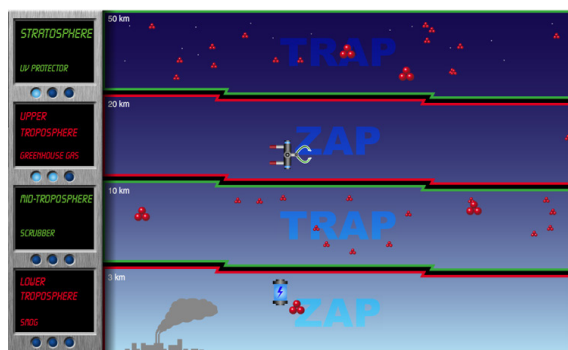 STRATOSPHERE
UV PROTECTOR
50 km
TRAP
UPPER
TROPOSPHERE
GREENHOUSE GAS
20 km
ZAP
MID-TROPOSPHERE
SCRUBBER
10 km
TRAP
LOWER
TROPOSPHERE
SMOG
3 km
ZAP